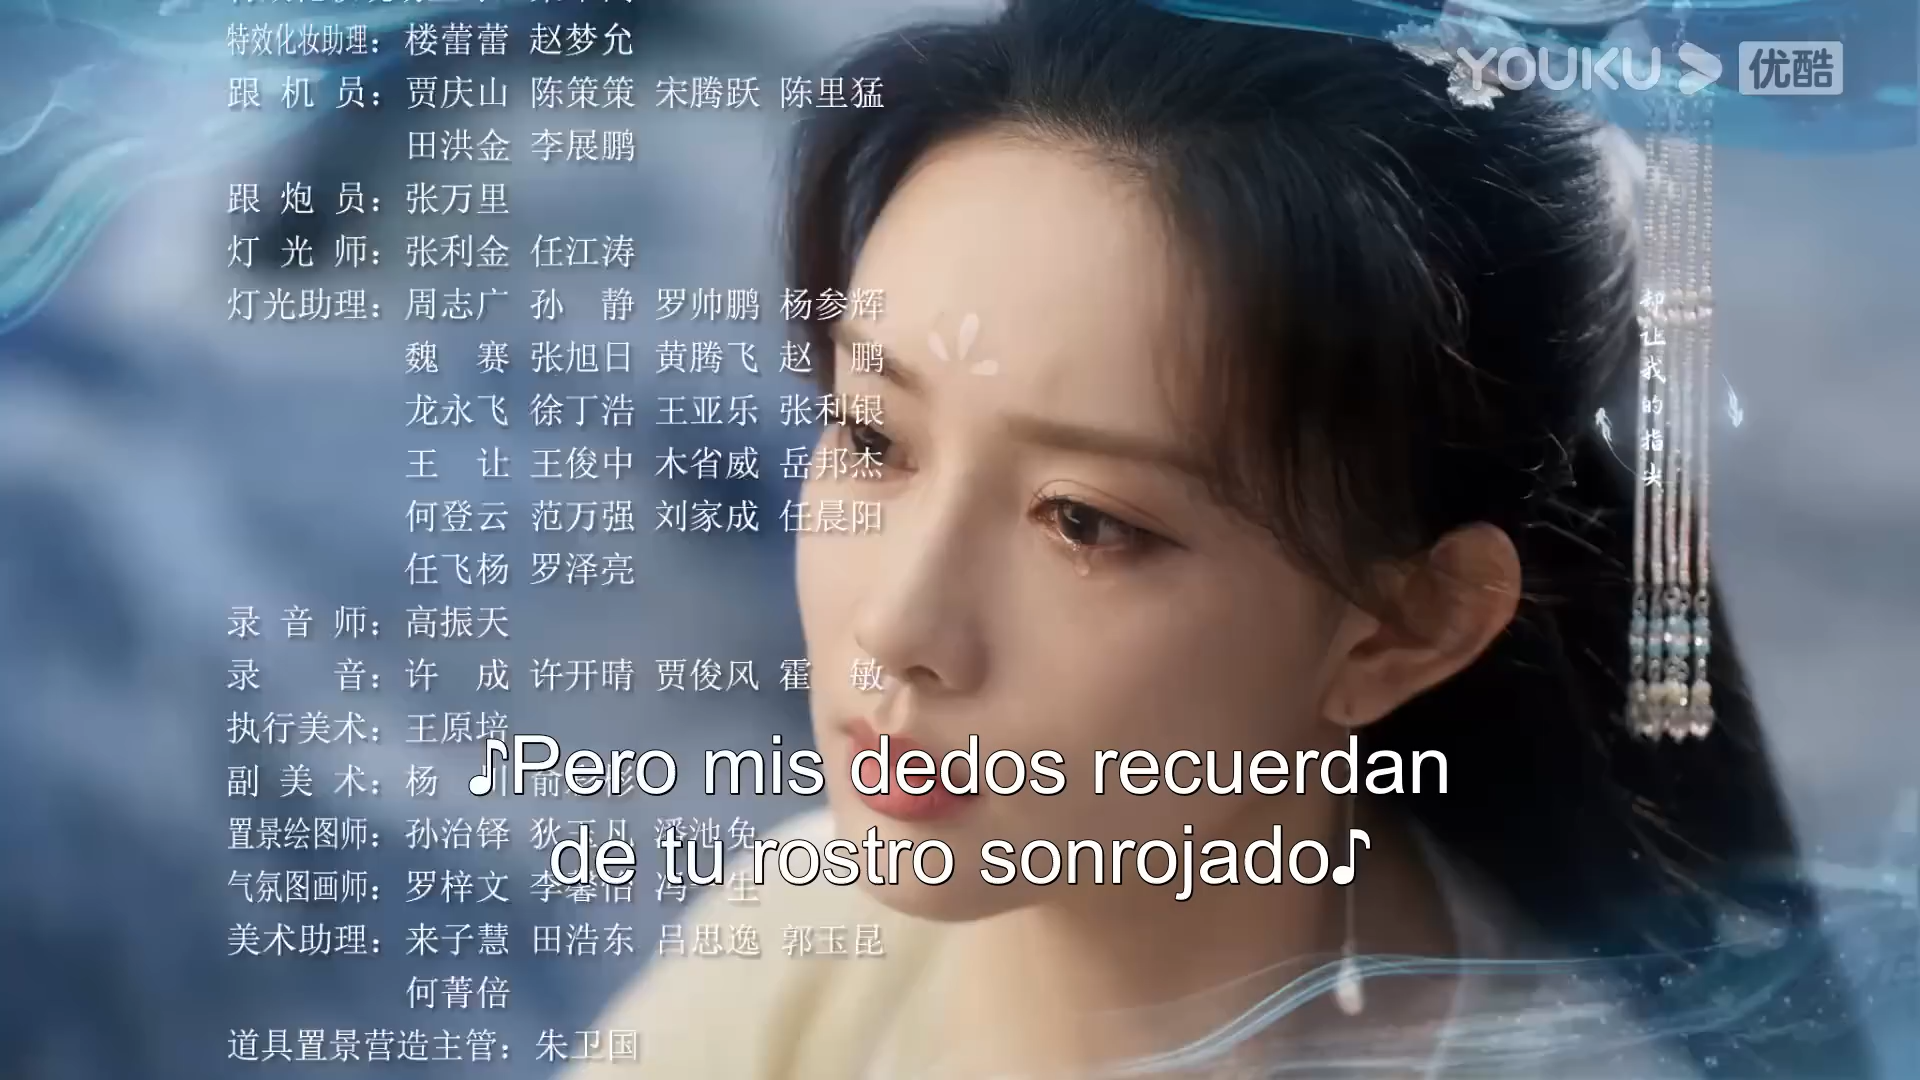 特效化妆助理：楼蕾蕾 赵梦允
YOUKU 优酷
跟机员：贾庆山 陈策策 宋腾跃 陈里猛
田洪金 李展鹏
跟炮员：张万里
灯光师：张利金 任江涛
灯光助理：周志广 孙静 罗帅鹏 杨参辉
魏赛 张旭日 黄腾飞 赵鹏
龙永飞 徐丁浩 王亚乐 张利银
王让 王俊中 木省威 岳邦杰
何登云 范万强 刘家成 任晨阳
任飞杨 罗泽亮
却让我的指尖
录音师：高振天
录音：许成 许开晴 贾俊风 霍敏
执行美术：王原培
副美术：杨
置景绘图师：孙治铎
气氛图画师：罗梓文 李馨怡 冯一生
美术助理：来子慧 田浩东 吕思逸 郭玉昆
何菁倍
道具置景营造主管：朱卫国
♪Pero mis dedos recuerdan
de tu rostro sonrojado♪